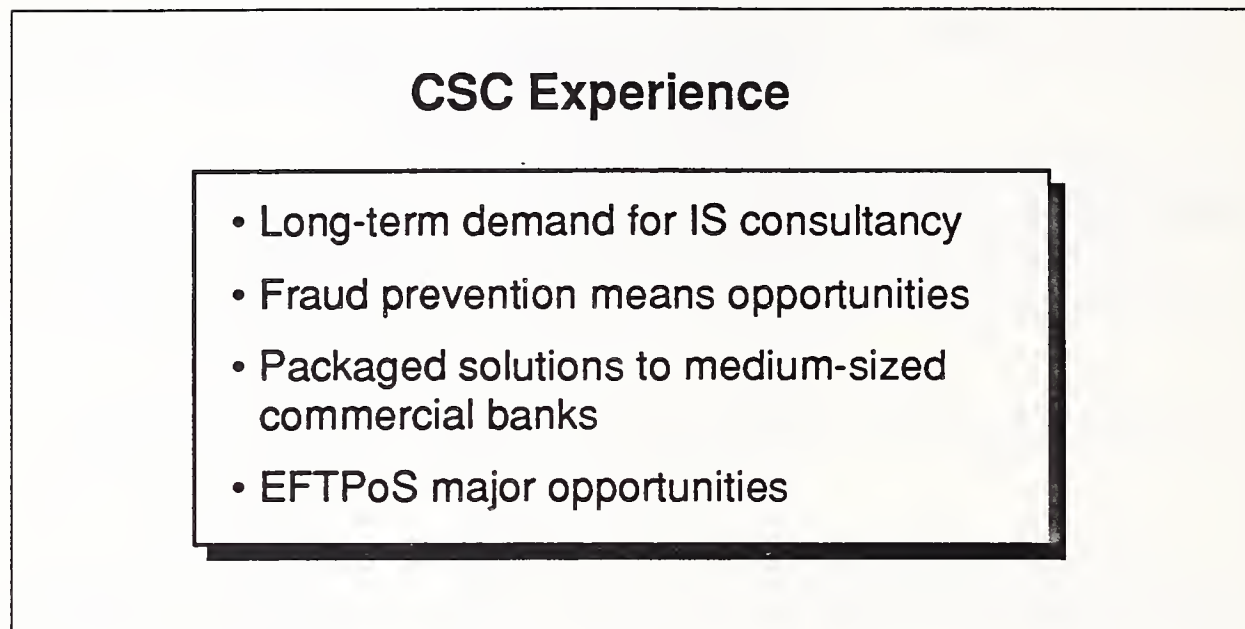 CSC Experience
• Long-term demand for IS consultancy
• Fraud prevention means opportunities
• Packaged solutions to medium-sized
commercial banks
• EFTPoS major opportunities